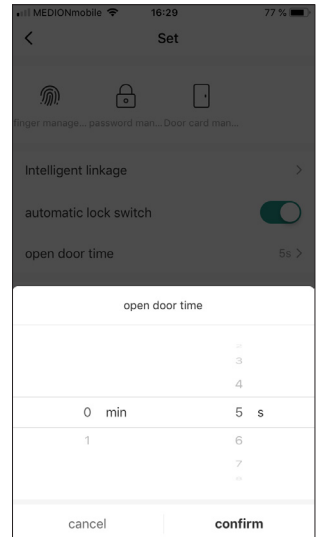 MEDIONmobile 16:29 77 %
Set
finger manage... password man... Door card man...
Intelligent linkage
automatic lock switch
open door time 5s
open door time
3
4
0 min 5 s
1 6
7
cancel confirm